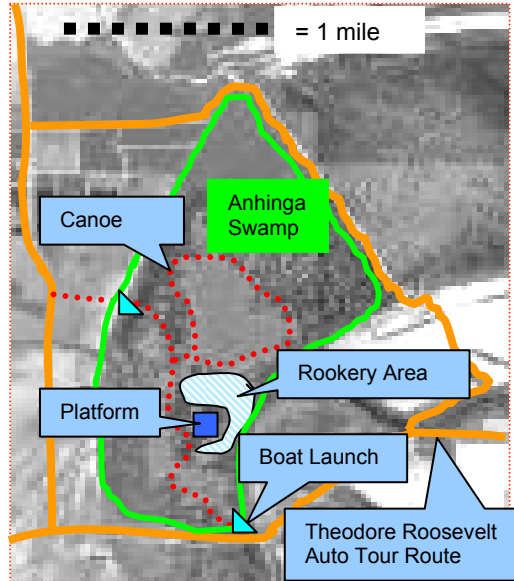 = 1 mile
Canoe
Anhinga
Swamp
Rookery Area
Platform
Boat Launch
Theodore Roosevelt
Auto Tour Route